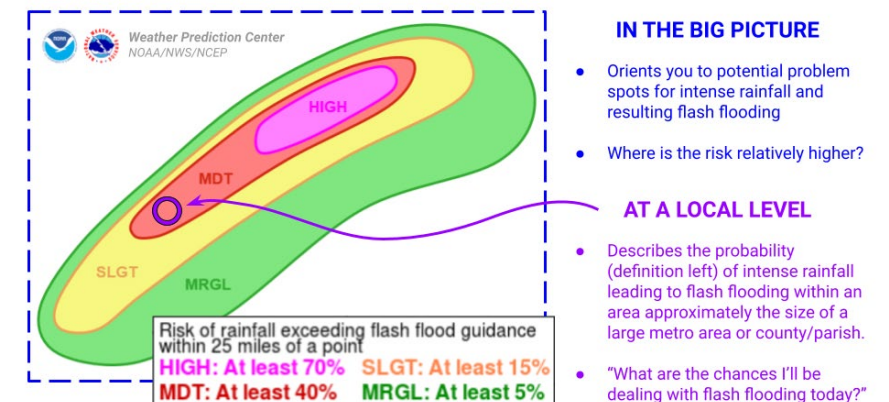 Weather Prediction Center
NOAA/NWS/NCEP
HIGH
MDT
SLGT
MRGL
Risk of rainfall exceeding flash flood guidance
within 25 miles of a point
HIGH: At least 70% SLGT: At least 15%
MDT: At least 40% MRGL: At least 5%
IN THE BIG PICTURE
● Orients you to potential problem
spots for intense rainfall and
resulting flash flooding
● Where is the risk relatively higher?
AT A LOCAL LEVEL
● Describes the probability
(definition left) of intense rainfall
leading to flash flooding within an
area approximately the size of a
large metro area or county/parish.
● “What are the chances I’ll be
dealing with flash flooding today?”